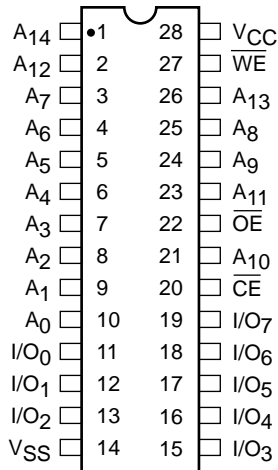 A14 1 28 VCC
A12 2 27 WE
A7 3 26 A13
A6 4 25 A8
A5 5 24 A9
A4 6 23 A11
A3 7 22 OE
A2 8 21 A10
A1 9 20 CE
A0 10 19 I/O7
I/O0 11 18 I/O6
I/O1 12 17 I/O5
I/O2 13 16 I/O4
VSS 14 15 I/O3